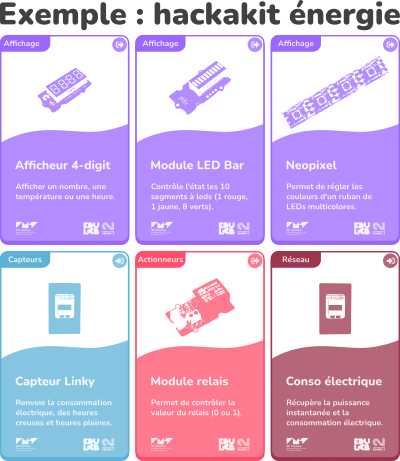 Exemple : hackakit énergie
Affichage
Afficheur 4-digit
Afficher un nombre, une
température ou une heure.
Affichage
Module LED Bar
Contrôle l'état les 10
segments à leds (1 rouge,
1 jaune, 8 verts).
Affichage
Neopixel
Permet de régler les
couleurs d'un ruban de
LEDs multicolores.
Capteurs
Capteur Linky
Renvoie la consommation
électrique, des heures
creuses et heures pleines.
Actionneurs
Module relais
Permet de contrôler la
valeur du relais (0 ou 1).
Réseau
Conso électrique
Récupère la puissance
instantanée et la
consommation électrique.